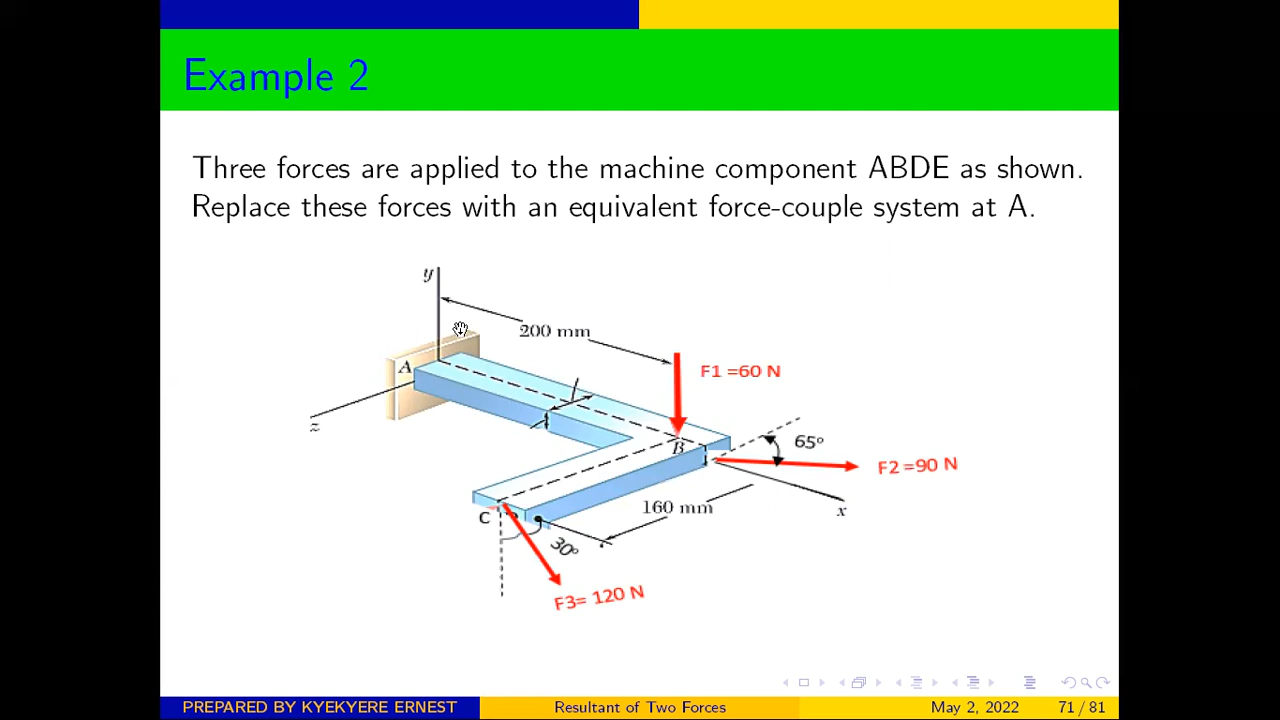 Example 2
Three forces are applied to the machine component ABDE as shown.
Replace these forces with an equivalent force-couple system at A.
y
200 mm
A
F1 =60 N
z
B
65°
F2 =90 N
160 mm
x
C
30°
F3= 120 N
PREPARED BY KYEKYERE ERNEST
Resultant of Two Forces
May 2, 2022
71 / 81